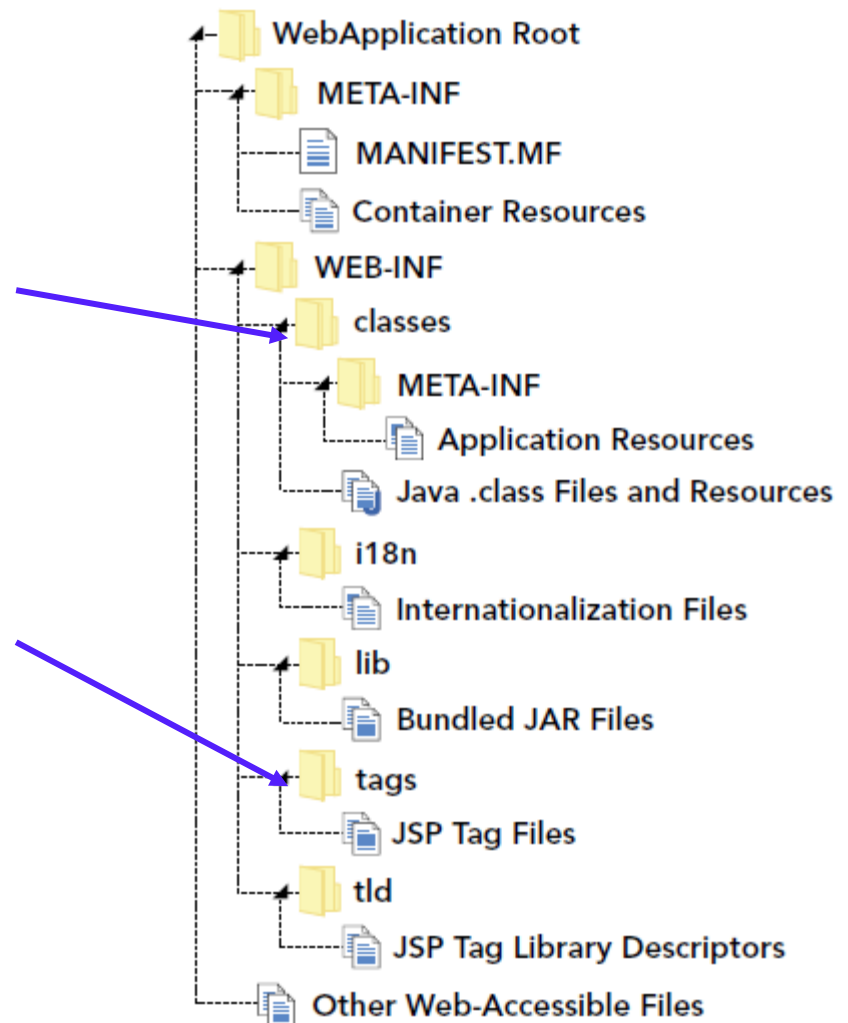 WebApplication Root
META-INF
MANIFEST.MF
Container Resources
WEB-INF
classes
META-INF
Application Resources
Java .class Files and Resources
i18n
Internationalization Files
lib
Bundled JAR Files
tags
JSP Tag Files
tld
JSP Tag Library Descriptors
Other Web-Accessible Files